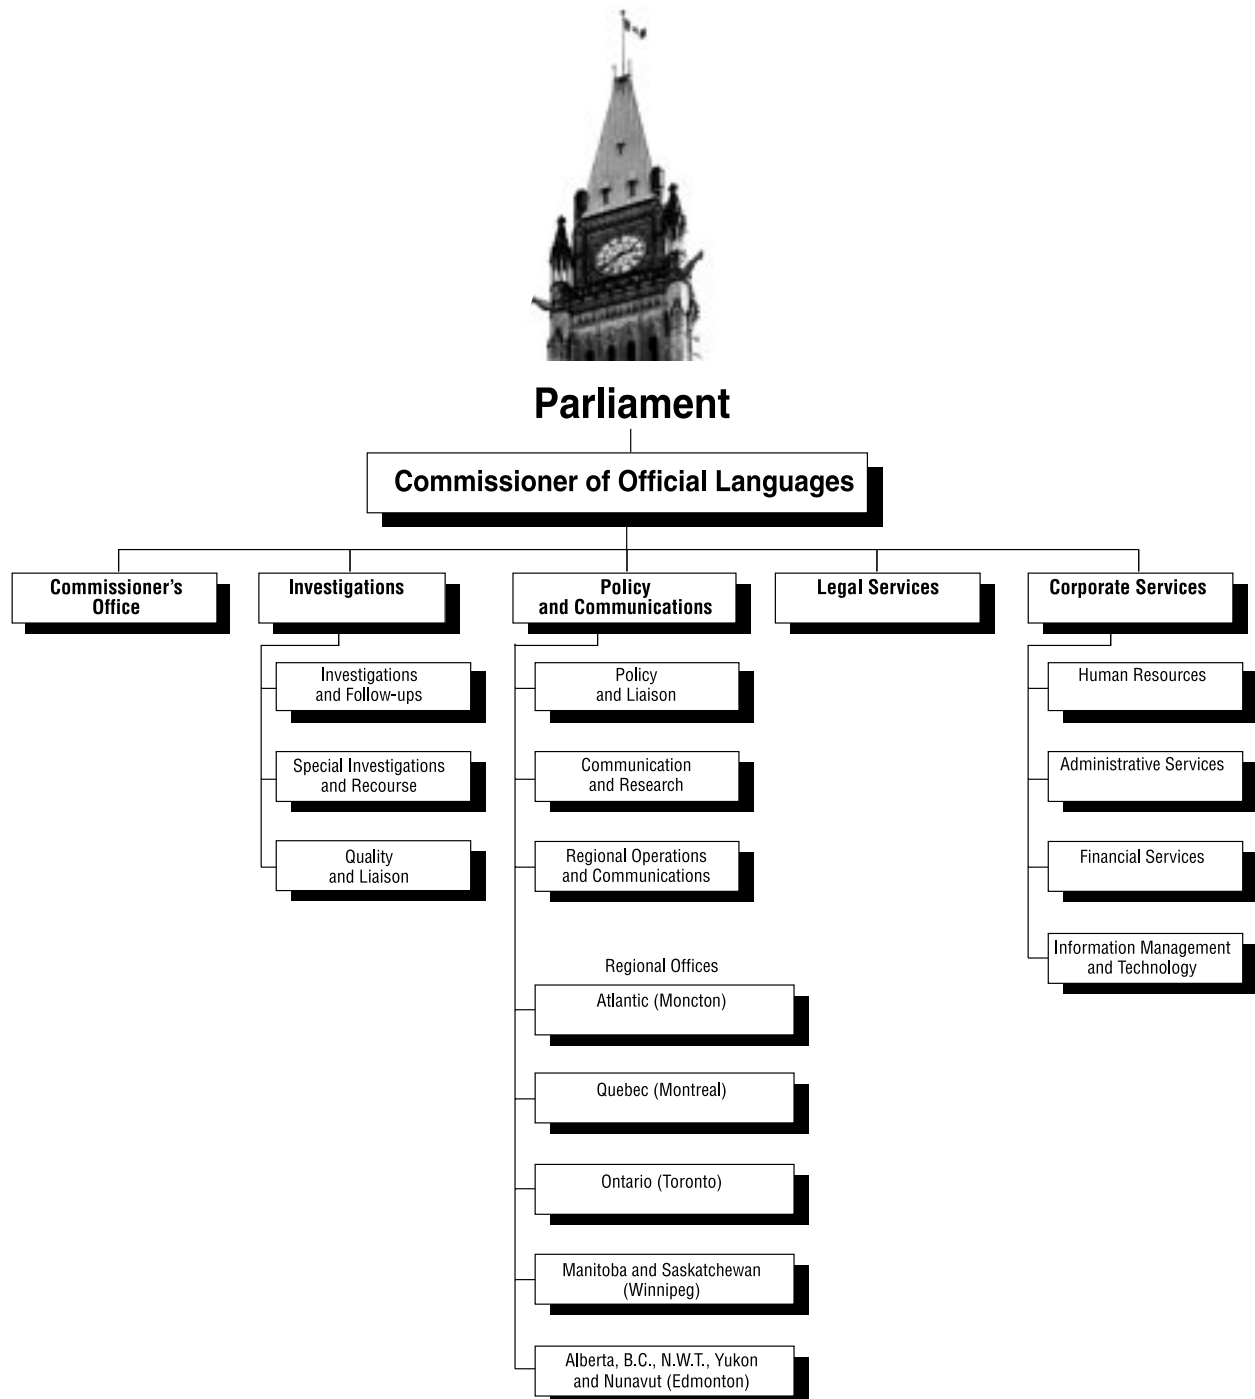 Parliament
Commissioner of Official Languages
Commissioner's
Office
Investigations
Policy
and Communications
Legal Services
Corporate Services
Investigations
and Follow-ups
Special Investigations
and Recourse
Quality
and Liaison
Policy
and Liaison
Communication
and Research
Regional Operations
and Communications
Regional Offices
Atlantic (Moncton)
Quebec (Montreal)
Ontario (Toronto)
Manitoba and Saskatchewan
(Winnipeg)
Alberta, B.C., N.W.T., Yukon
and Nunavut (Edmonton)
Human Resources
Administrative Services
Financial Services
Information Management
and Technology